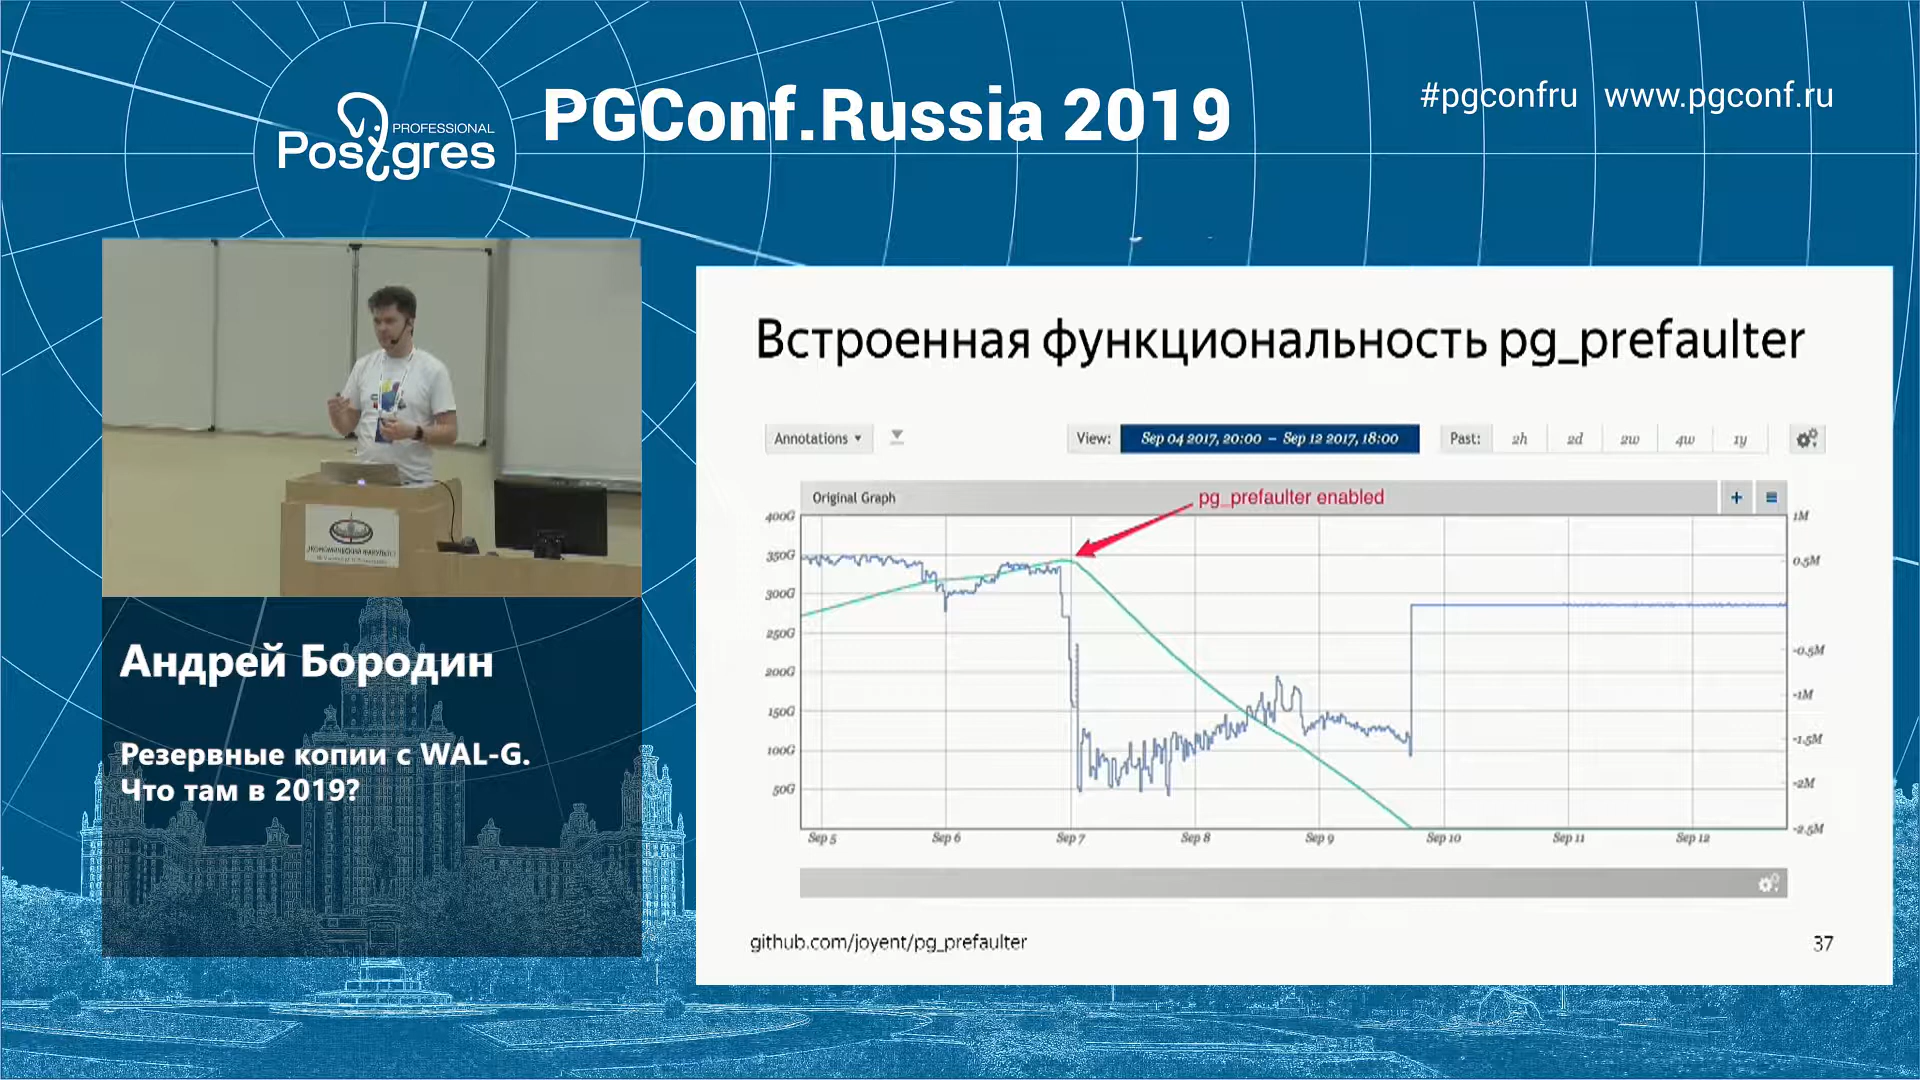 PROFESSIONAL
Postgres
PGConf.Russia 2019
#pgconfru www.pgconf.ru
ЭКОНОМИЧЕСКИЙ ФАКУЛЬТЕТ
Андрей Бородин
Резервные копии с WAL-G.
Что там в 2019?
Встроенная функциональность pg_prefaulter
Annotations
View: Sep 04 2017, 20:00 – Sep 12 2017, 18:00
Past: 2h 2d 2w 4w 1y
Original Graph
pg_prefaulter enabled
400G
350G
300G
250G
200G
150G
100G
50G
1M
0.5M
-0.5M
-1M
-1.5M
-2M
-2.5M
Sep 5 Sep 6 Sep 7 Sep 8 Sep 9 Sep 10 Sep 11 Sep 12
github.com/joyent/pg_prefaulter
37